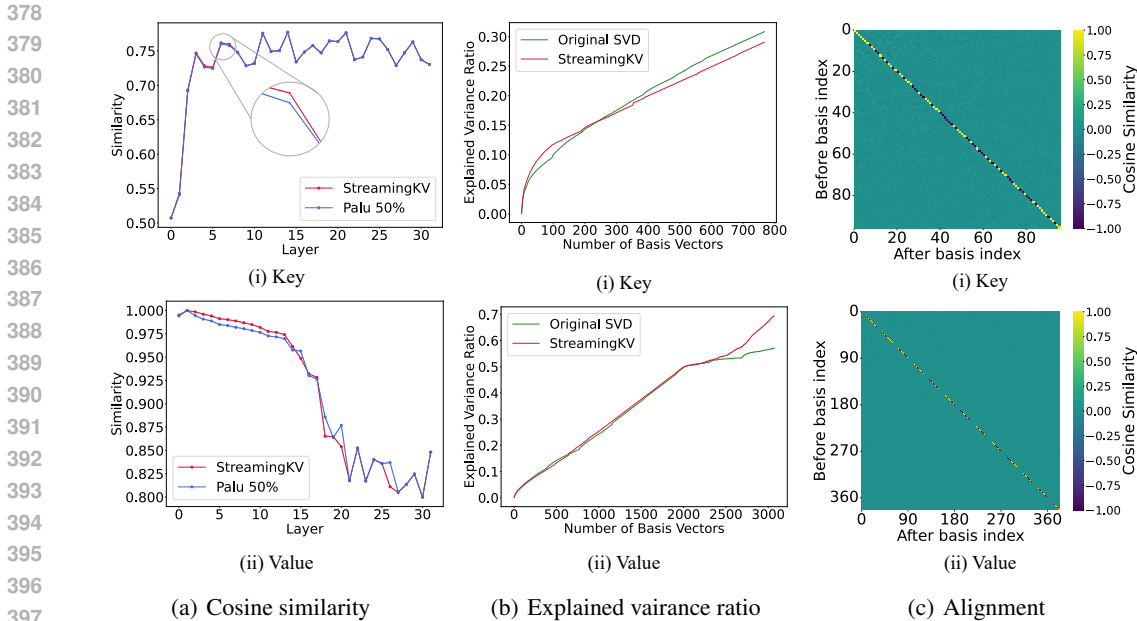 378
379
380
381
382
383
384
385
386
387
388
389
390
391
392
393
394
395
396
397
Similarity
0.75
0.70
0.65
0.60
0.55
0.50
StreamingKV
Palu 50%
0 5 10 15 20 25 30
Layer
(i) Key
Explained Variance Ratio
0.30
0.25
0.20
0.15
0.10
0.05
0.00
Original SVD
StreamingKV
0 100 200 300 400 500 600 700 800
Number of Basis Vectors
(i) Key
Before basis index
0
20
40
60
80
0 20 40 60 80
After basis index
1.00
0.75
0.50
0.25
0.00
−0.25
−0.50
−0.75
−1.00
Cosine Similarity
(i) Key
Similarity
1.000
0.975
0.950
0.925
0.900
0.875
0.850
0.825
0.800
StreamingKV
Palu 50%
0 5 10 15 20 25 30
Layer
(ii) Value
Explained Variance Ratio
0.7
0.6
0.5
0.4
0.3
0.2
0.1
0.0
Original SVD
StreamingKV
0 500 1000 1500 2000 2500 3000
Number of Basis Vectors
(ii) Value
Before basis index
0
90
180
270
360
0 90 180 270 360
After basis index
1.00
0.75
0.50
0.25
0.00
−0.25
−0.50
−0.75
−1.00
Cosine Similarity
(ii) Value
(a) Cosine similarity
(b) Explained vairance ratio
(c) Alignment